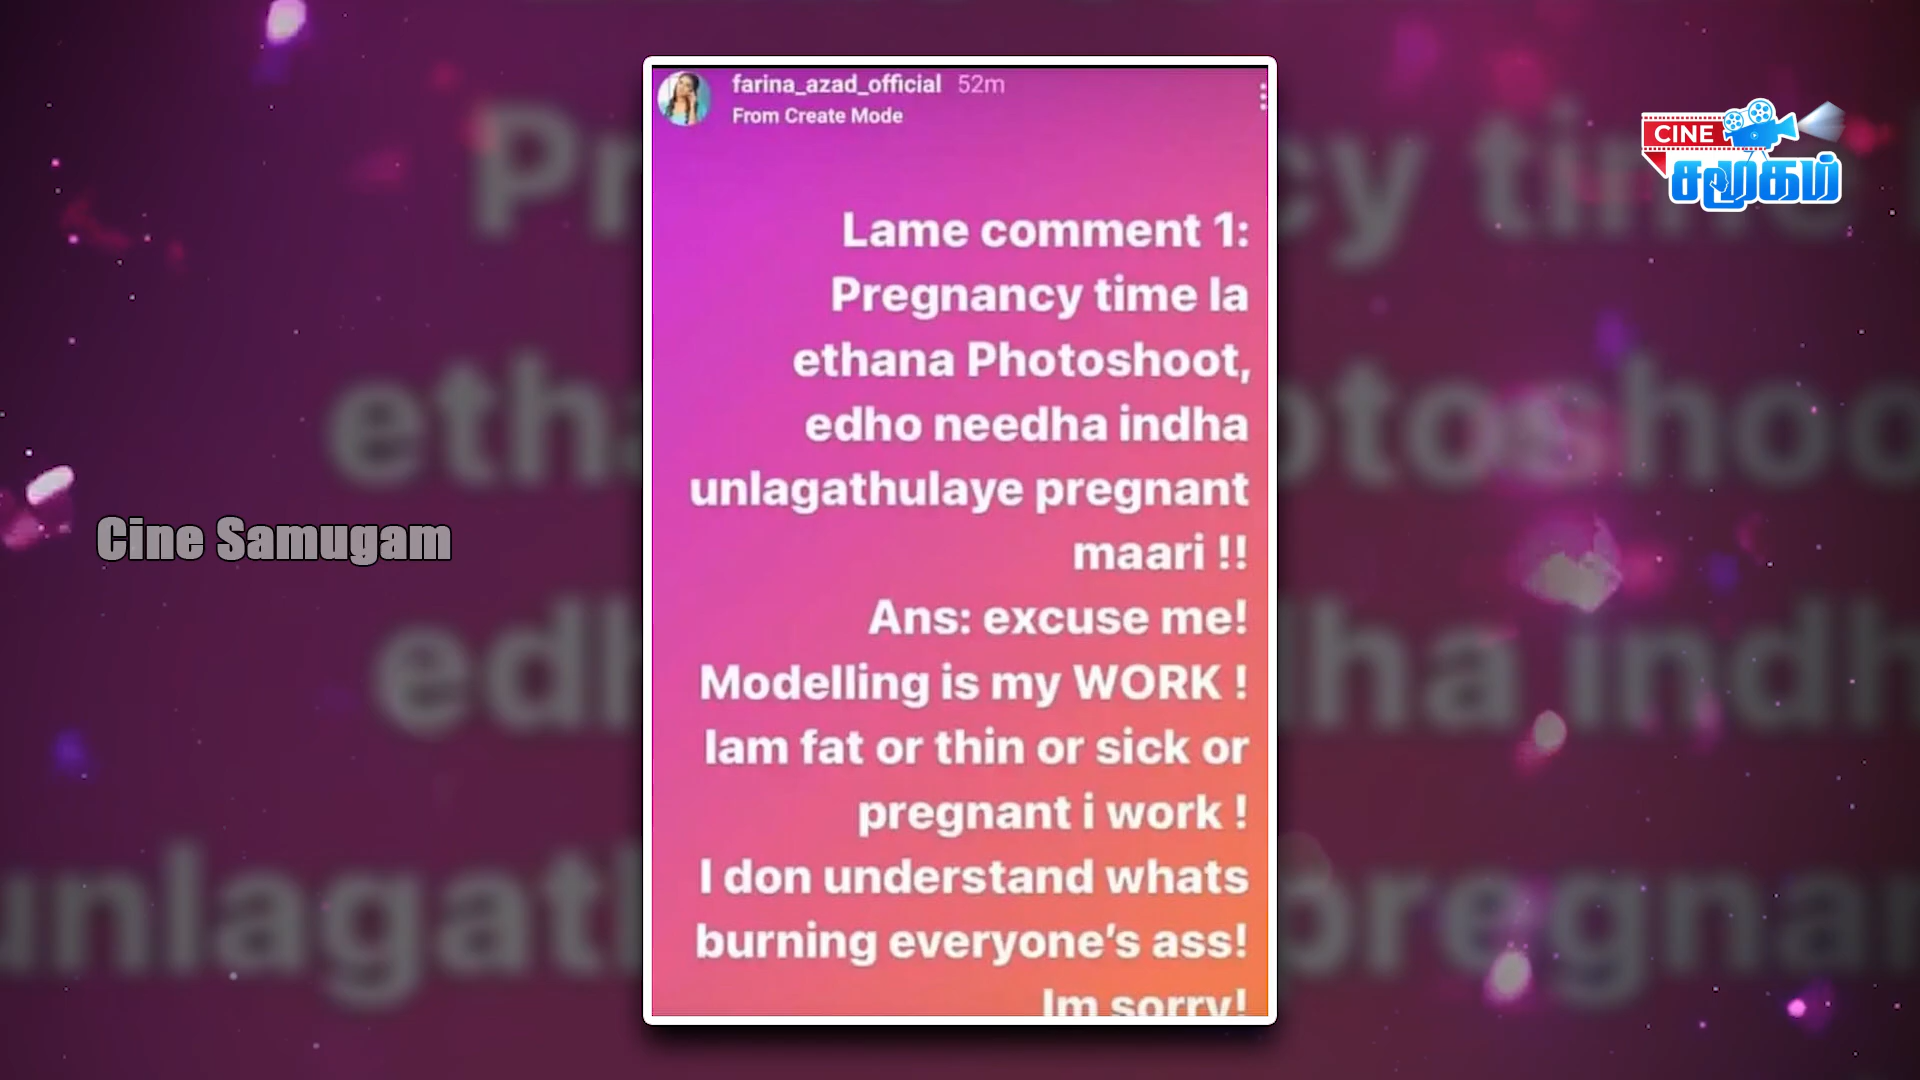 farina_azad_official 52m
From Create Mode
Lame comment 1:
Pregnancy time la
ethana Photoshoot,
edho needha indha
unlagathulaye pregnant
maari !!
Ans: excuse me!
Modelling is my WORK !
Iam fat or thin or sick or
pregnant i work !
I don understand whats
burning everyone’s ass!
Im sorry!
CINE
சமூகம்
Cine Samugam